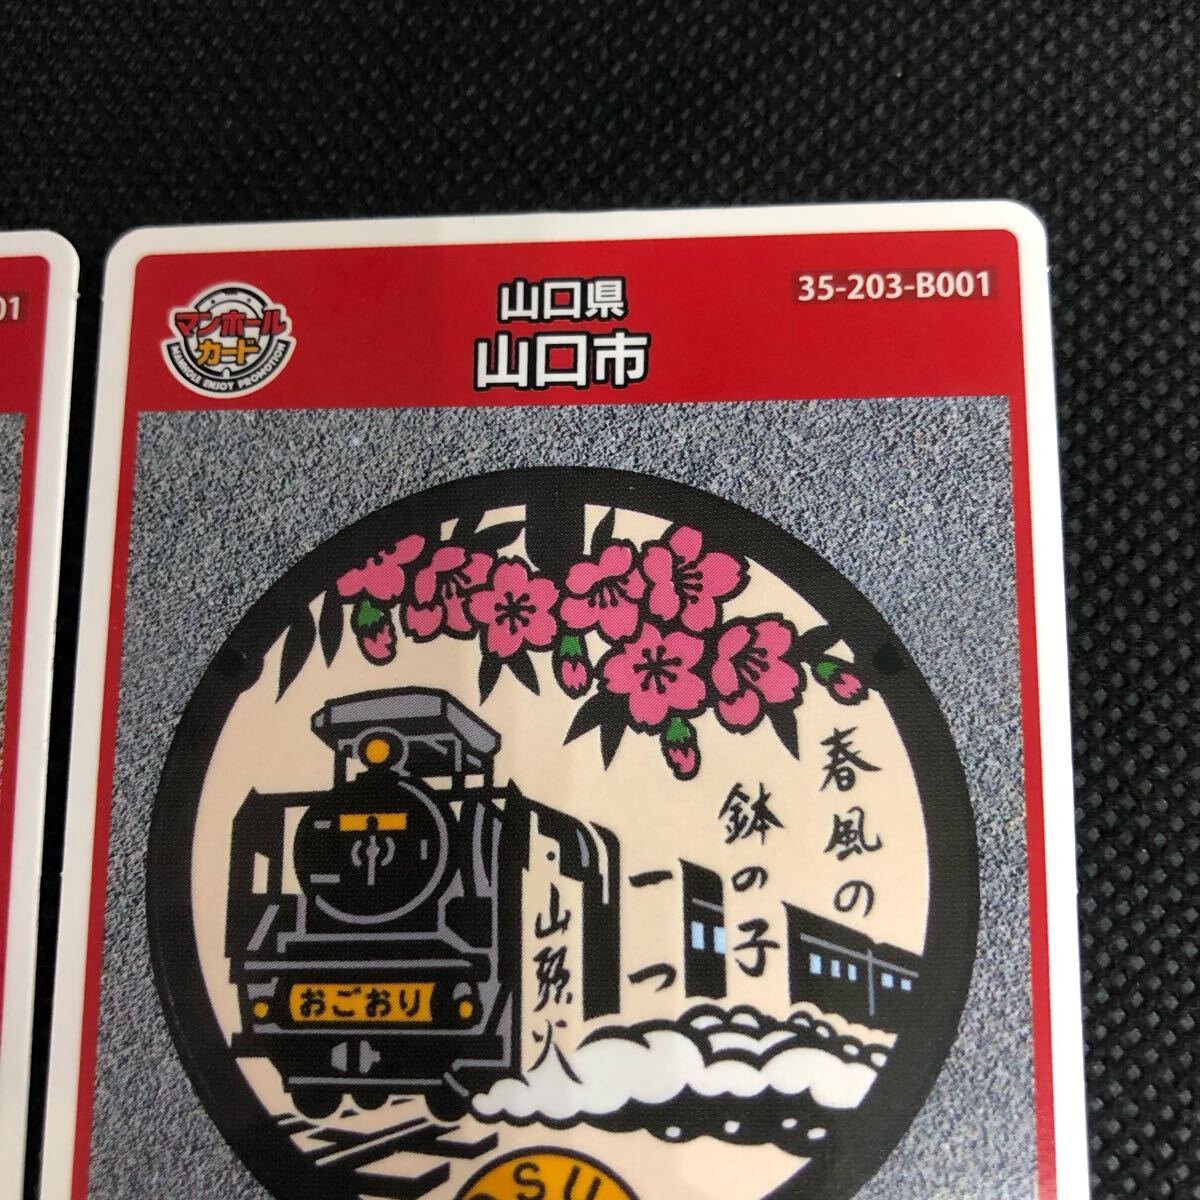 01
マンホール
カード
MANHOLE ENJOY PROMOTION
山口県
山口市
35-203-B001
春風の
鉢の子
一つ
・山頭火
おごおり
OSU